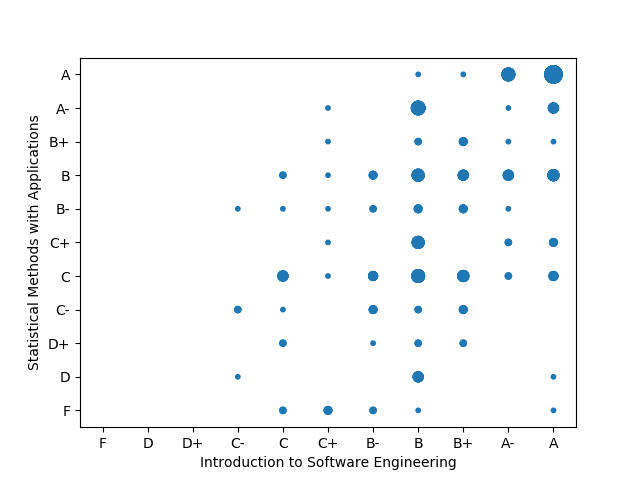 A
A-
B+
B
B-
C+
C
C-
D+
D
F
Statistical Methods with Applications
F D D+ C- C C+ B- B B+ A- A
Introduction to Software Engineering